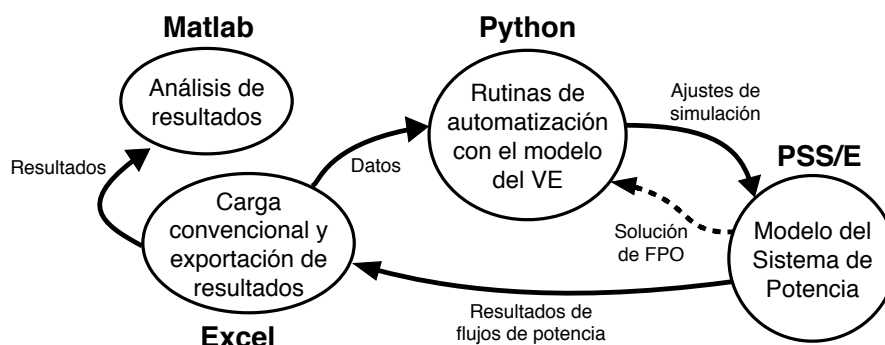 Matlab
Análisis de
resultados
Python
Rutinas de
automatización
con el modelo
del VE
Ajustes de
simulación
PSS/E
Modelo del
Sistema de
Potencia
Resultados
Datos
Carga
convencional y
exportación de
resultados
Excel
Solución
de FPO
Resultados de
flujos de potencia